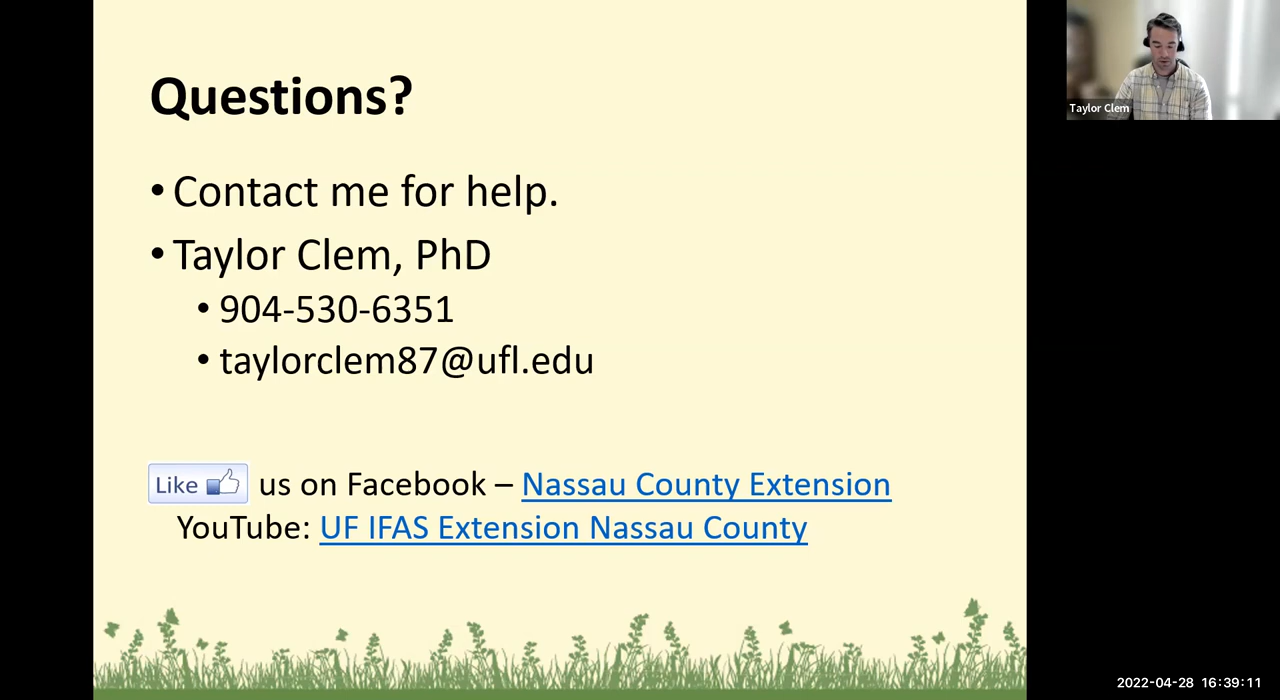 Questions?
• Contact me for help.
• Taylor Clem, PhD
• 904-530-6351
• taylorclem87@ufl.edu
Like us on Facebook – Nassau County Extension
YouTube: UF IFAS Extension Nassau County
Taylor Clem
2022-04-28 16:39:11